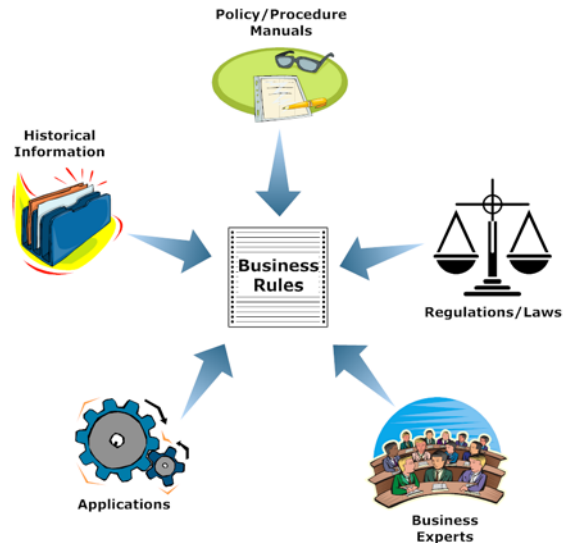 Policy/Procedure
Manuals
Historical
Information
Business
Rules
Regulations/Laws
Applications
Business
Experts